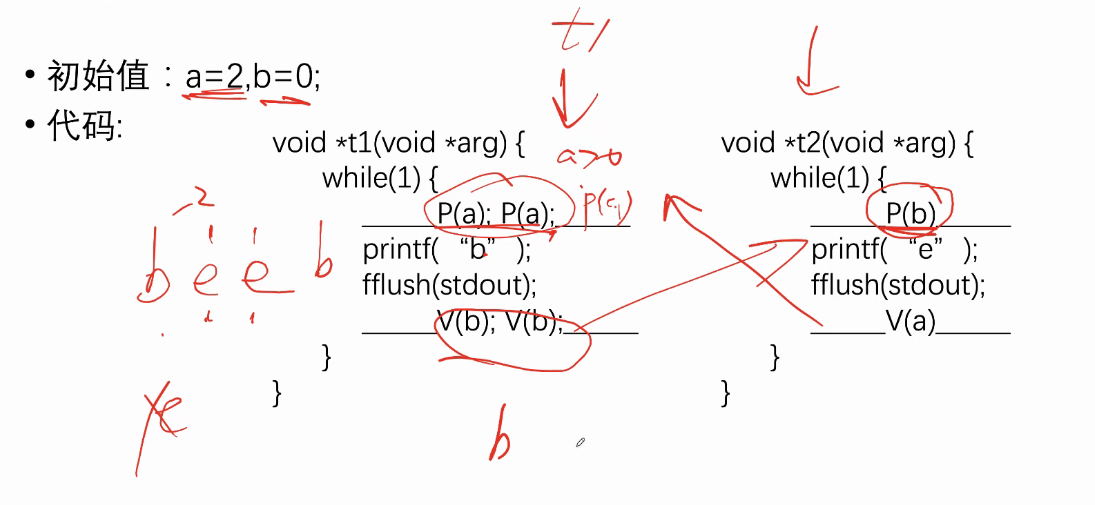 t1
• 初始值：a=2,b=0;
• 代码:
void *t1(void *arg) {
while(1) {
a>0
P(a); P(a);
printf( “b” );
fflush(stdout);
V(b); V(b);
}
}
void *t2(void *arg) {
while(1) {
P(b)
printf( “e” );
fflush(stdout);
V(a)
}
}
-2
b e e b
b